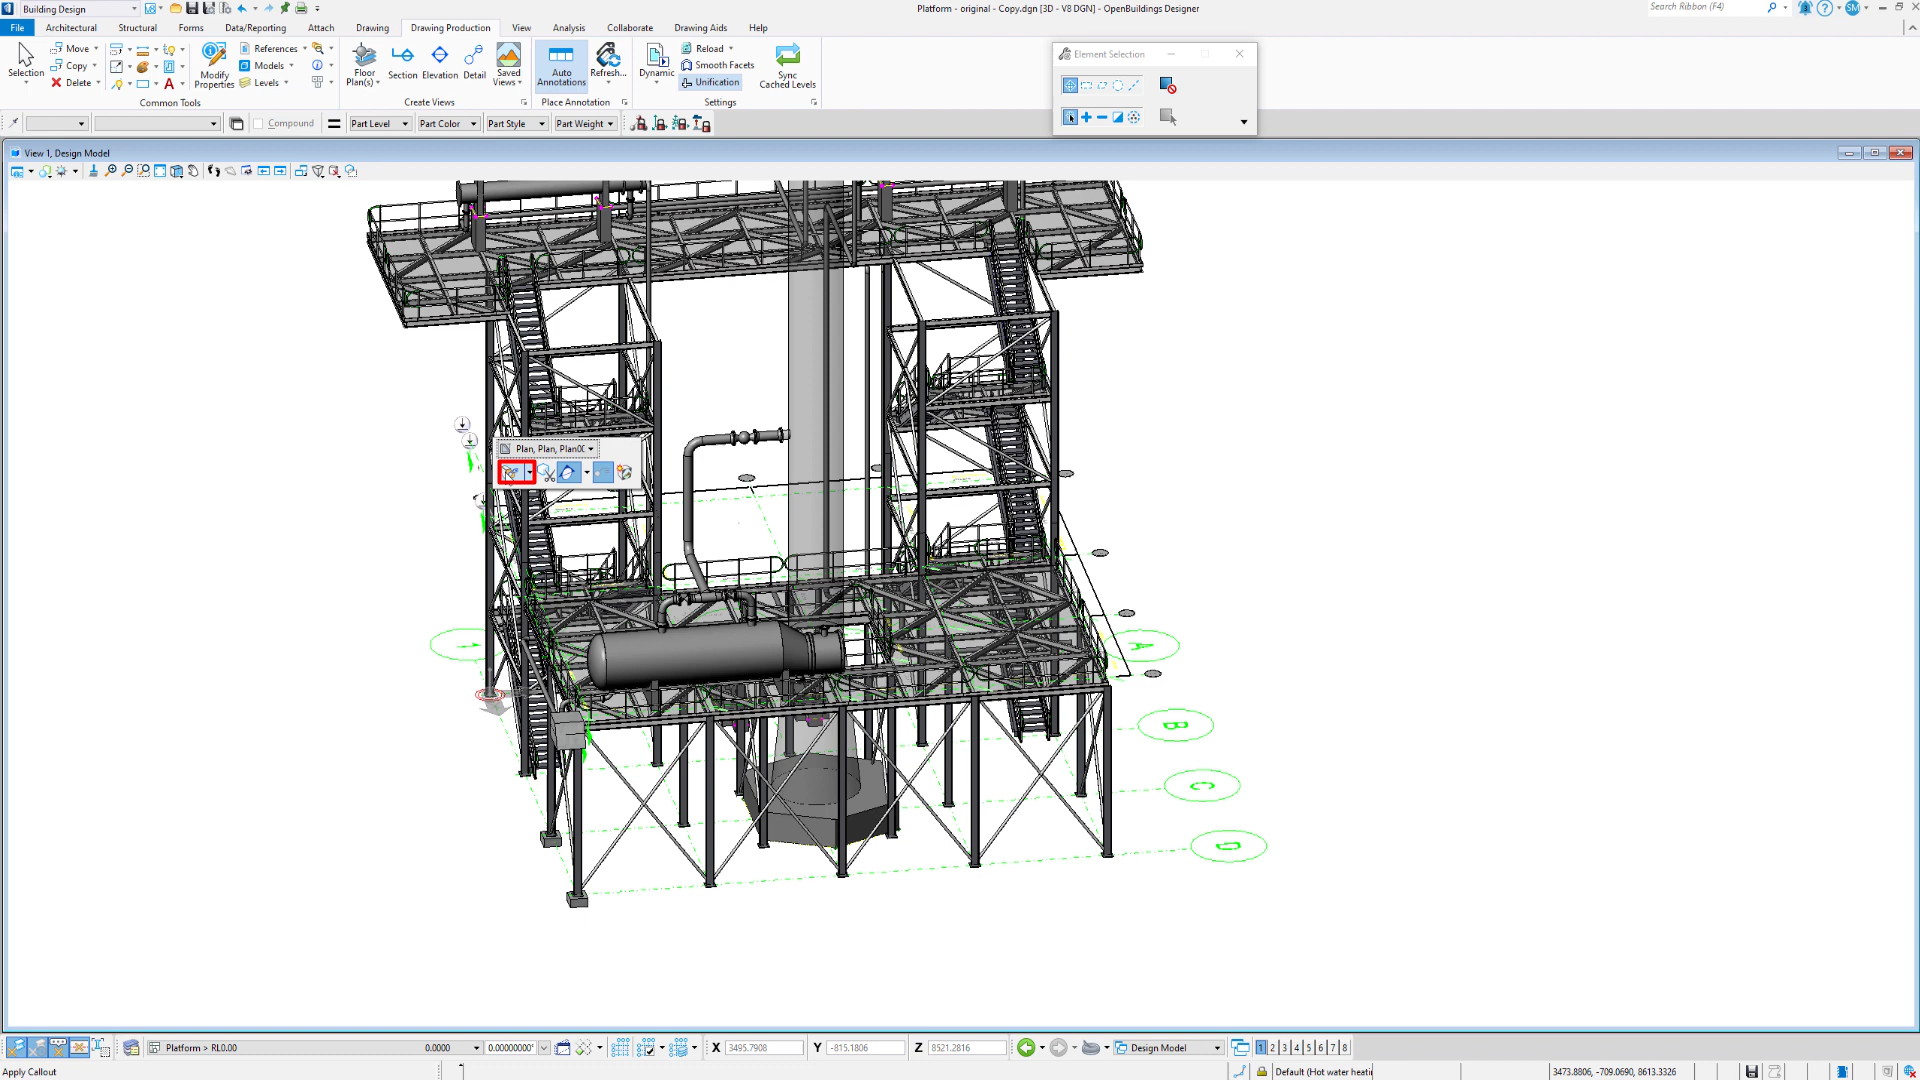 Building Design
Platform - original - Copy.dgn [3D - V8 DGN] - OpenBuildings Designer
Search Ribbon (F4)
SM
File
Architectural
Structural
Forms
Data/Reporting
Attach
Drawing
Drawing Production
View
Analysis
Collaborate
Drawing Aids
Help
Selection
Move
Copy
Delete
Modify
Properties
References
Models
Levels
Common Tools
Floor
Plan(s)
Section
Elevation
Detail
Saved
Views
Create Views
Auto
Annotations
Refresh...
Place Annotation
Dynamic
Reload
Smooth Facets
Unification
Settings
Sync
Cached Levels
Element Selection
Compound
Part Level
Part Color
Part Style
Part Weight
View 1, Design Model
Plan, Plan, Plan0
1
A
B
C
D
Platform > RL0.00
0.0000
0.00000000°
X
3495.7908
Y
-815.1806
Z
8521.2816
Design Model
1 2 3 4 5 6 7 8
Apply Callout
Default (Hot water heatin
3473.8806, -709.0690, 8613.3326